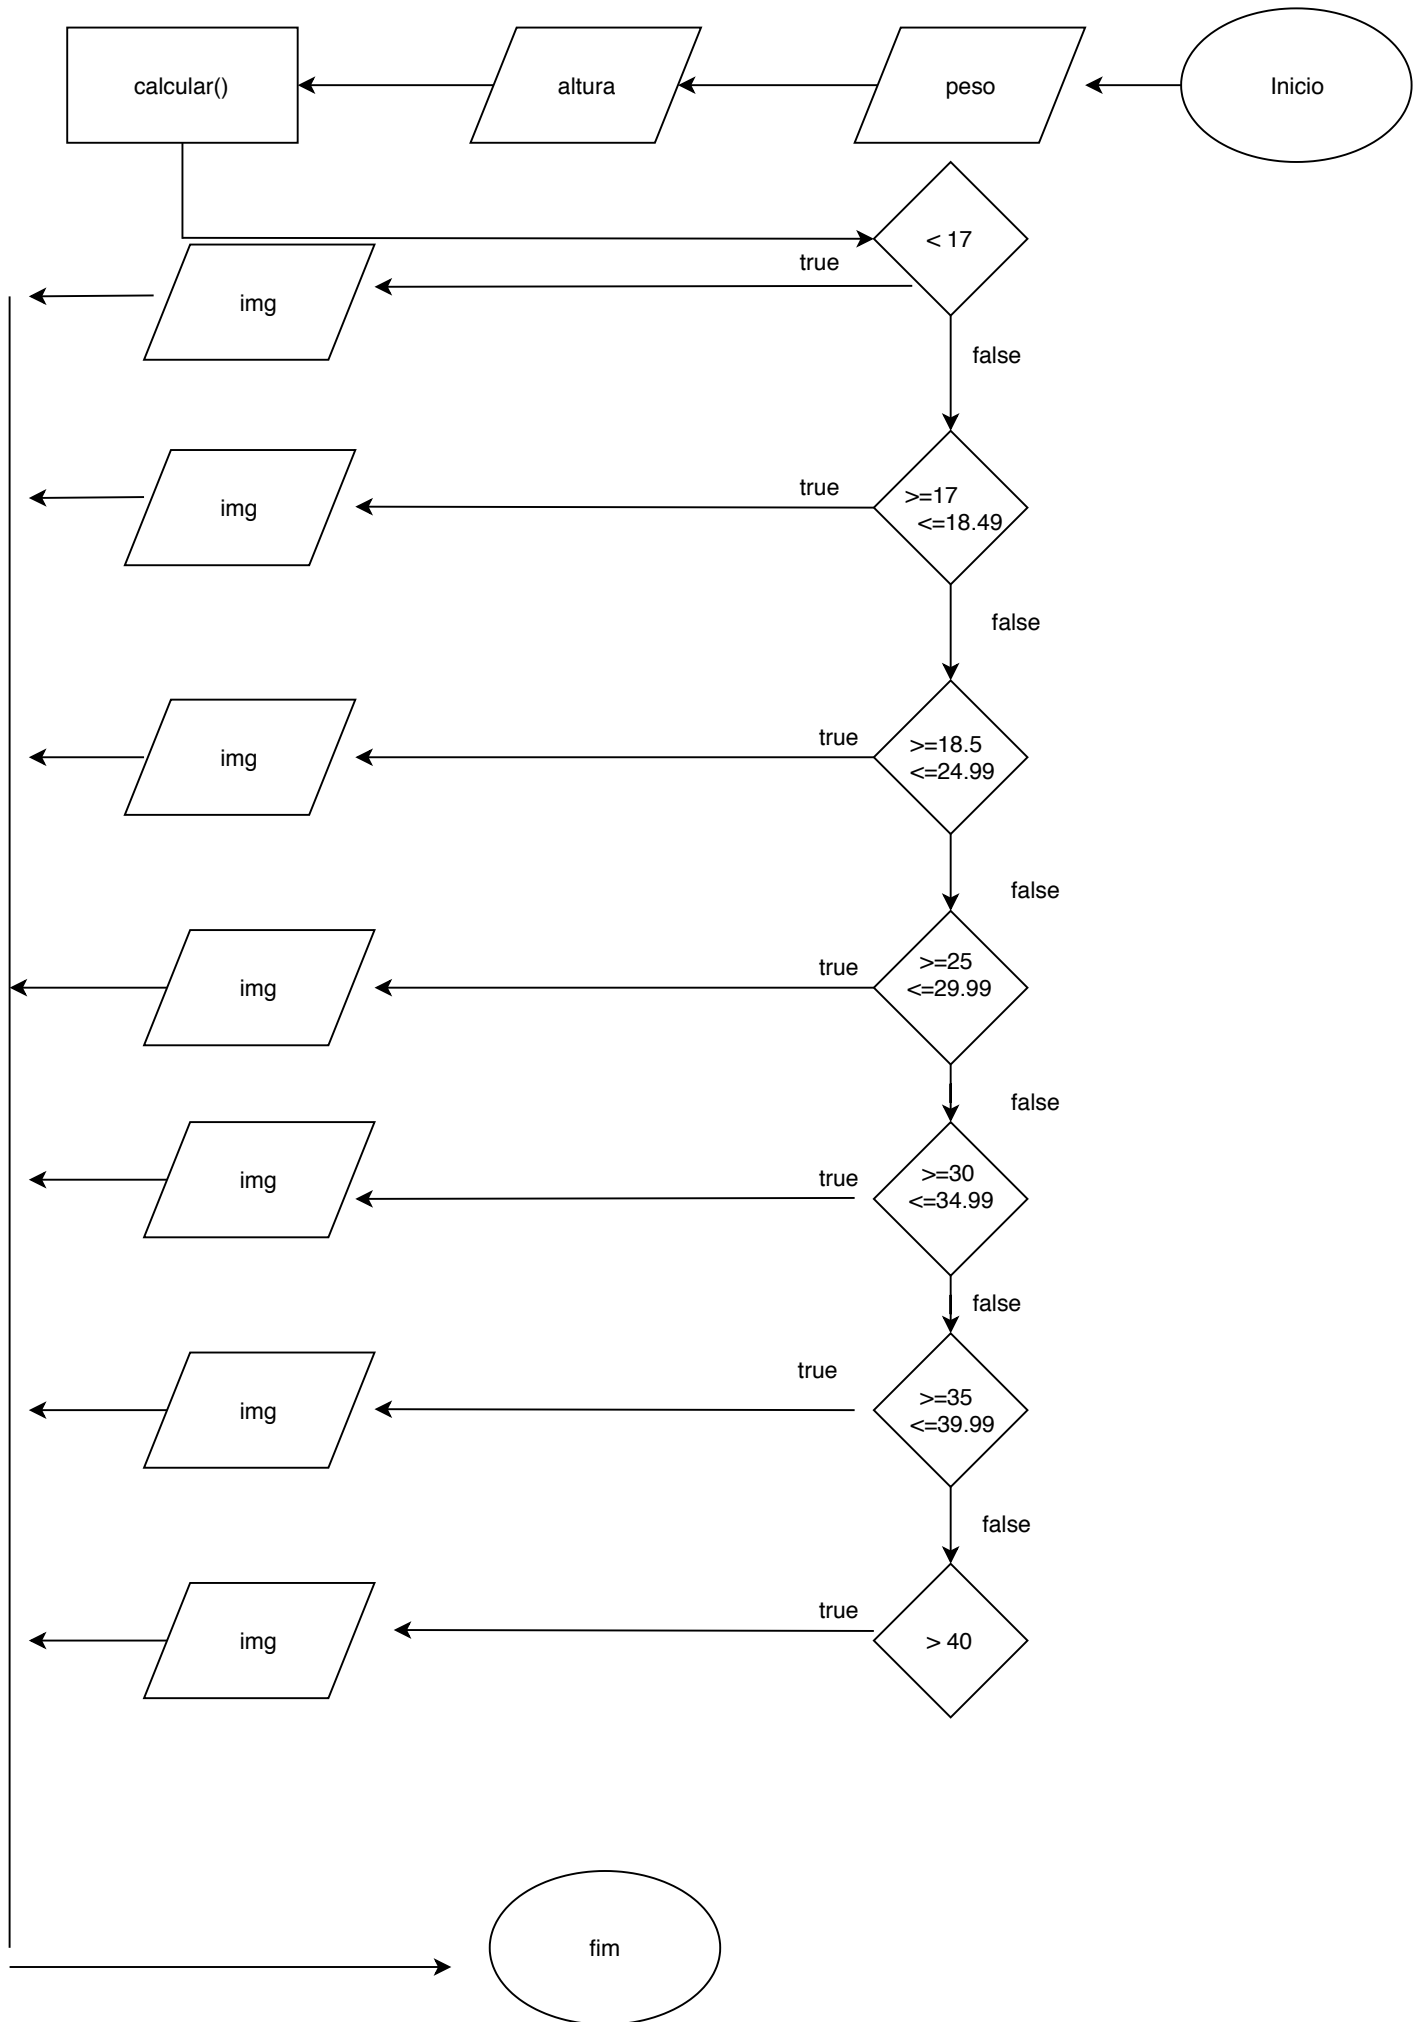 calcular()
altura
peso
Inicio
< 17
true
img
false
true
>=17
<=18.49
img
false
true
>=18.5
<=24.99
img
false
true
>=25
<=29.99
img
false
true
>=30
<=34.99
img
false
true
>=35
<=39.99
img
false
true
> 40
img
fim